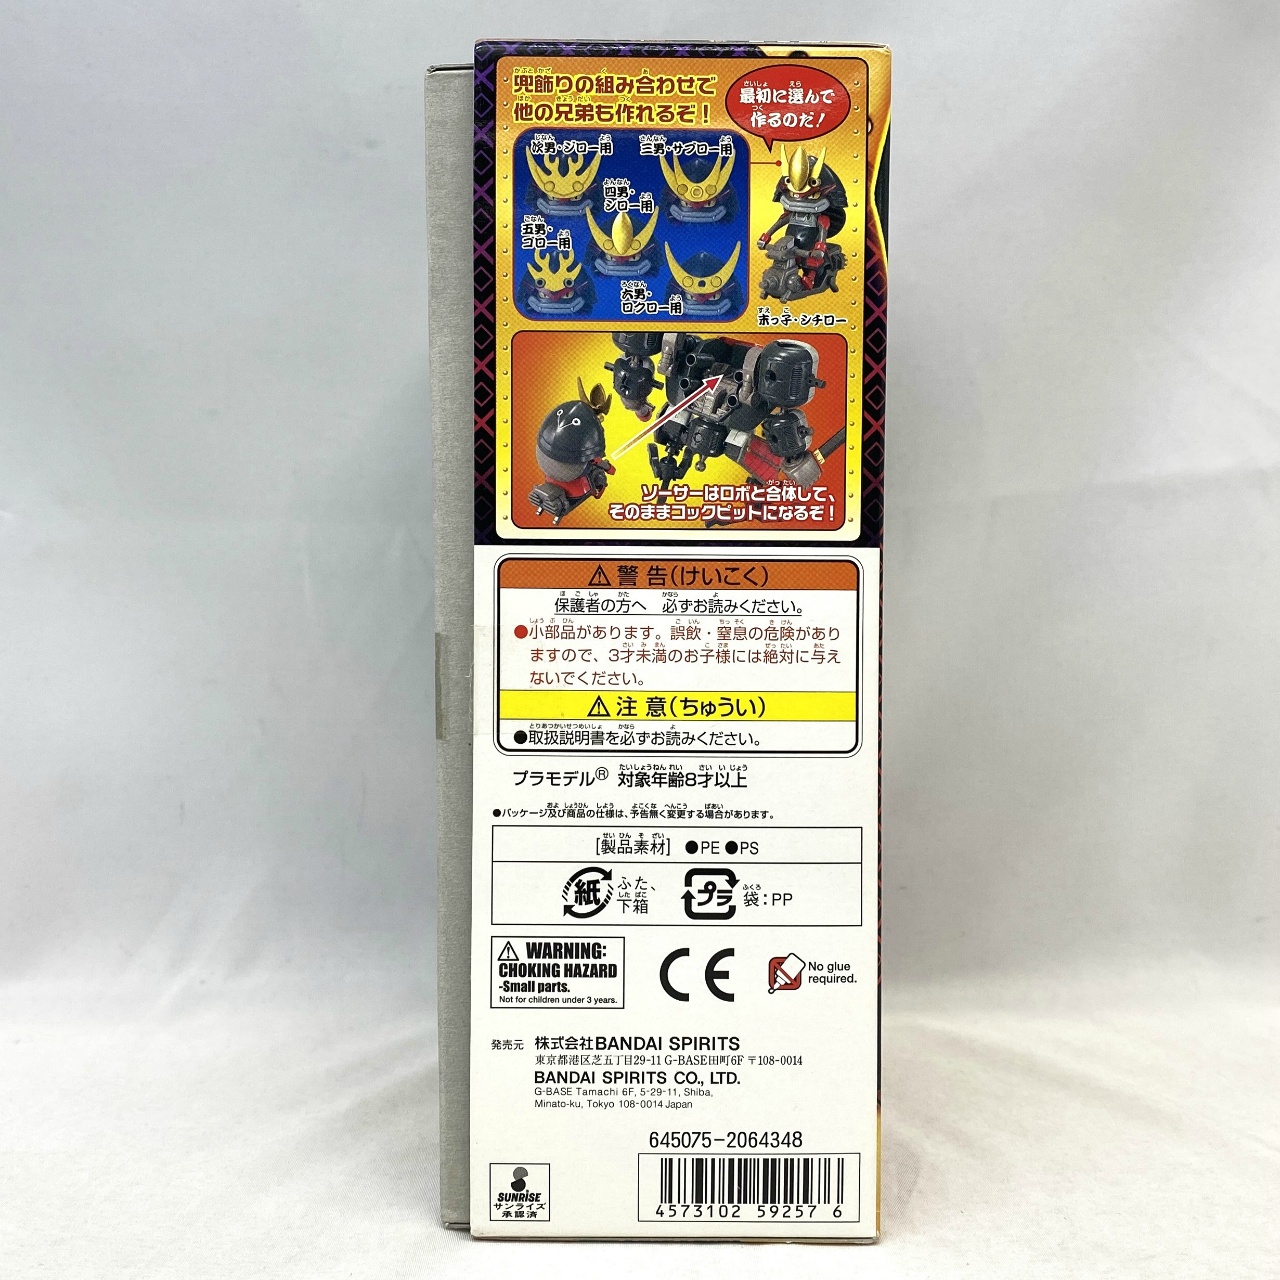 兜飾りの組み合わせで
他の兄弟も作れるぞ！
最初に選んで
作るのだ！
次男・ジロー用
三男・サブロー用
四男・
シロー用
五男・
ゴロー用
六男・
ロクロー用
末っ子・シチロー
ソーサーはロボと合体して、
そのままコックピットになるぞ！
⚠警告(けいこく)
保護者の方へ 必ずお読みください。
●小部品があります。誤飲・窒息の危険があり
ますので、3才未満のお子様には絶対に与え
ないでください。
⚠注意(ちゅうい)
●取扱説明書を必ずお読みください。
プラモデル® 対象年齢8才以上
●パッケージ及び商品の仕様は、予告無く変更する場合があります。
[製品素材] ●PE ●PS
紙 ふた、
下箱
プラ 袋：PP
⚠ WARNING:
CHOKING HAZARD
-Small parts.
Not for children under 3 years.
CE
No glue
required.
発売元 株式会社BANDAI SPIRITS
東京都港区芝五丁目29-11 G-BASE田町6F 〒108-0014
BANDAI SPIRITS CO., LTD.
G-BASE Tamachi 6F, 5-29-11, Shiba,
Minato-ku, Tokyo 108-0014 Japan
645075-2064348
SUNRISE
サンライズ
承認済
4573102 59257 6